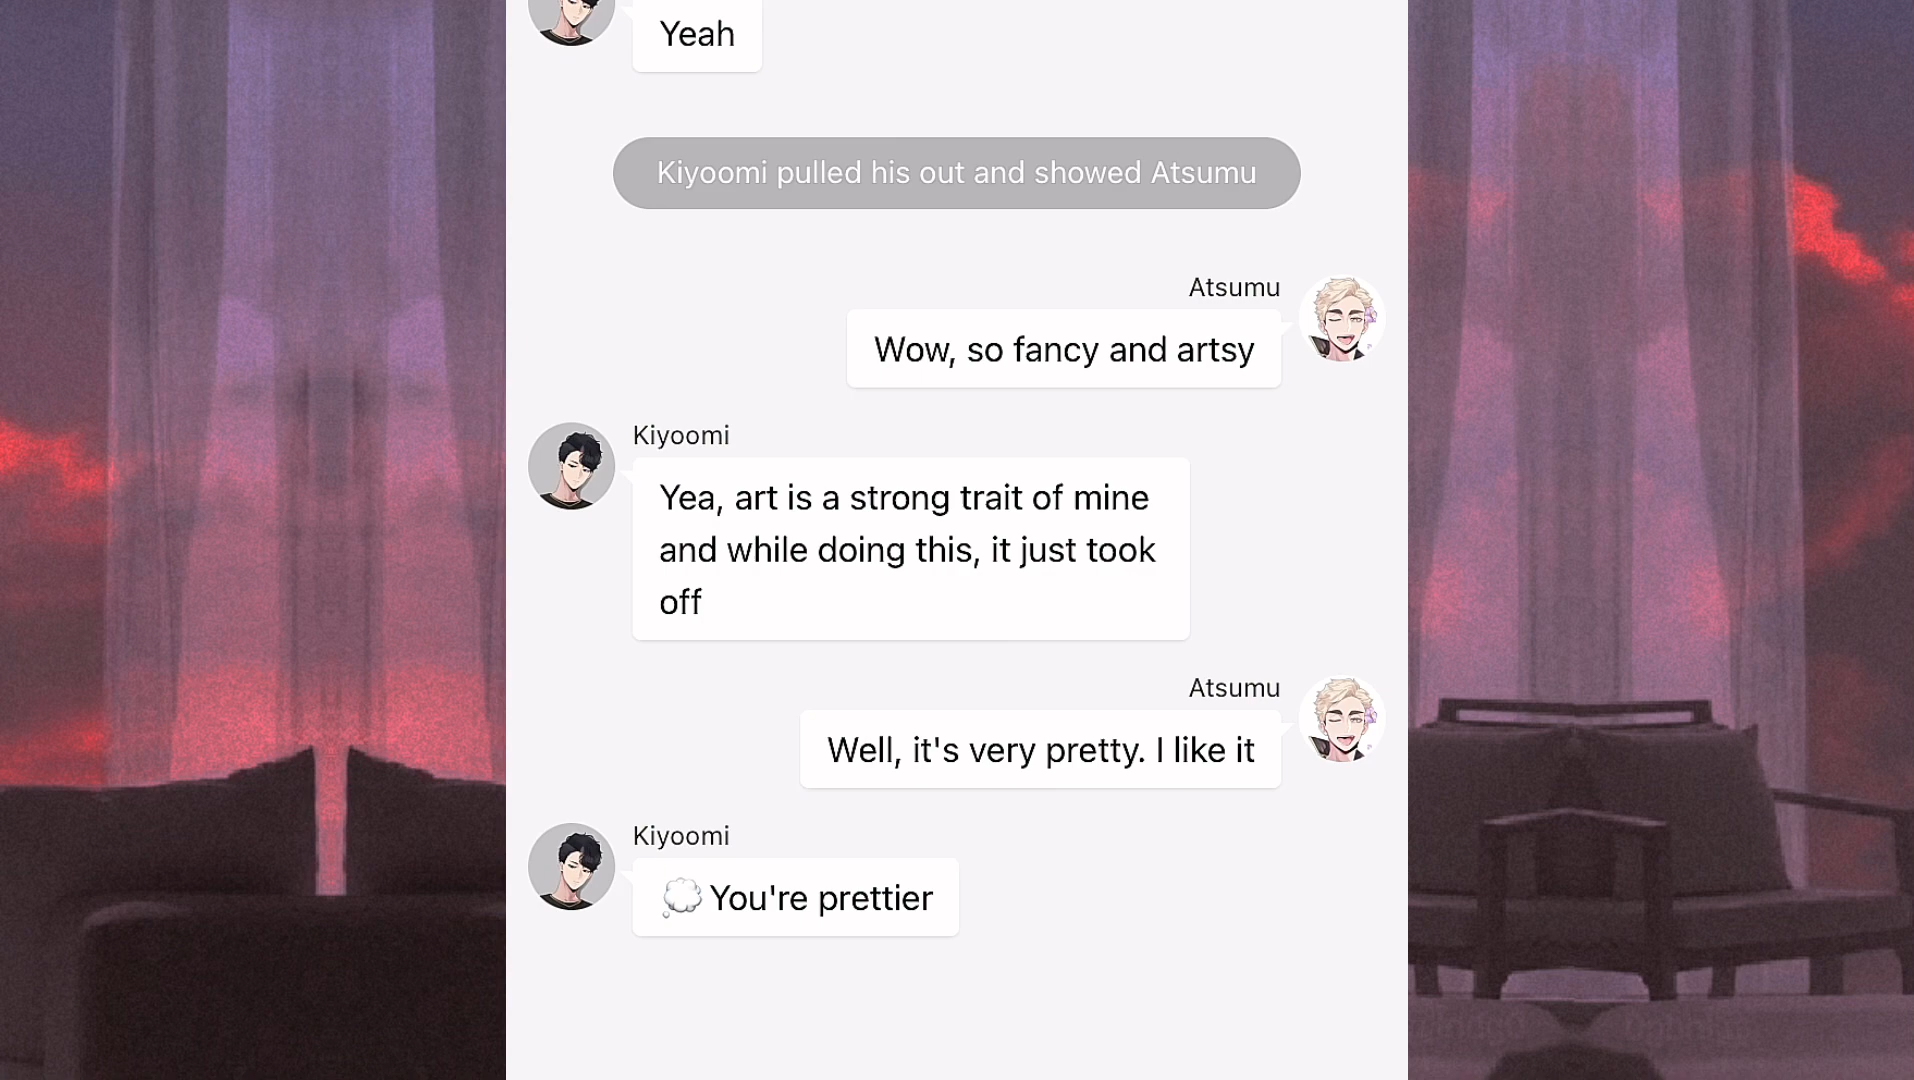 Yeah
Kiyoomi pulled his out and showed Atsumu
Atsumu
Wow, so fancy and artsy
Kiyoomi
Yea, art is a strong trait of mine
and while doing this, it just took
off
Atsumu
Well, it's very pretty. I like it
Kiyoomi
💭 You're prettier